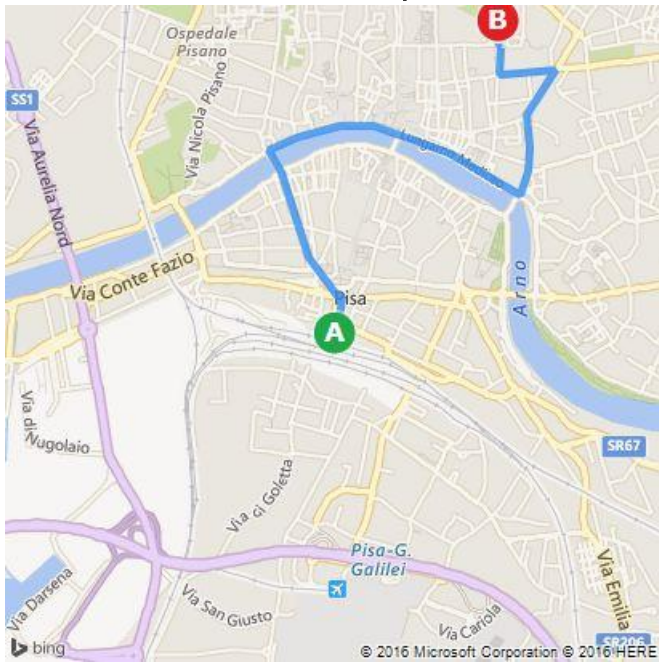 B
Ospedale
Pisano
SS1
Via Nicola Pisano
Via Aurelia Nord
Lungarno Mediceo
Via Conte Fazio
Pisa
Arno
A
Via di
Nugolaio
SR67
Via ci Goletta
Pisa-G.
Galilei
Via Darsena
Via San Giusto
Via Emilia
Via Cariola
SR206
bing
© 2016 Microsoft Corporation © 2016 HERE